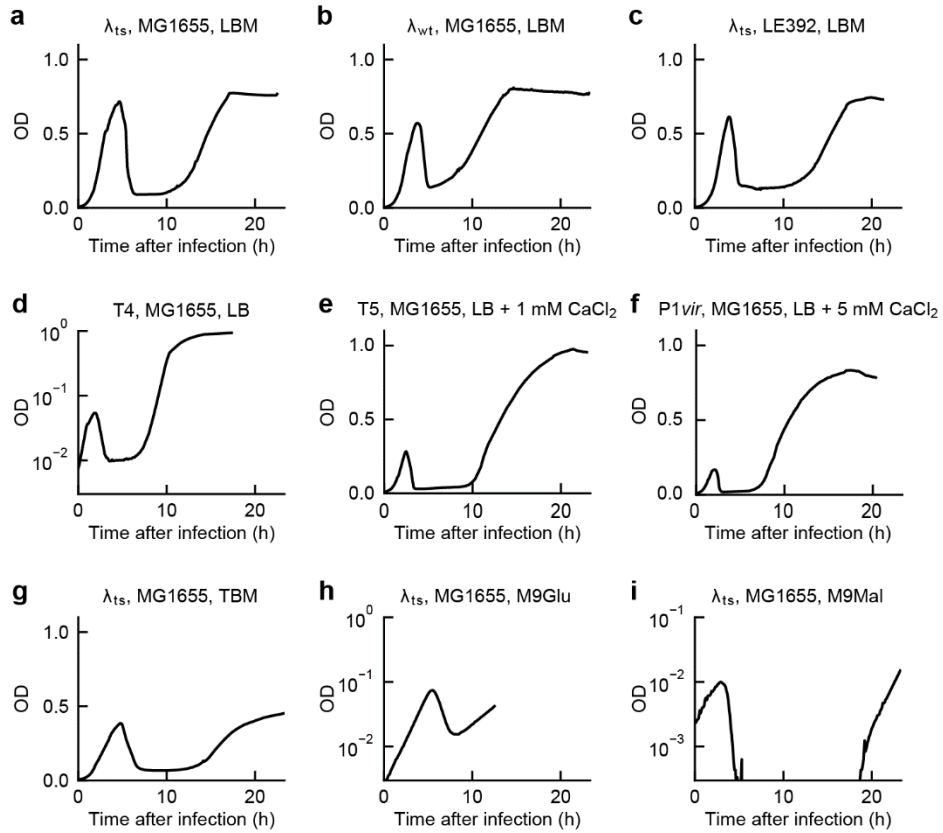 a
λts, MG1655, LBM
1.0
0.5
0.0
OD
0
10
20
Time after infection (h)
b
λwt, MG1655, LBM
1.0
0.5
0.0
OD
0
10
20
Time after infection (h)
c
λts, LE392, LBM
1.0
0.5
0.0
OD
0
10
20
Time after infection (h)
d
T4, MG1655, LB
10⁰
10⁻¹
10⁻²
OD
0
10
20
Time after infection (h)
e
T5, MG1655, LB + 1 mM CaCl₂
1.0
0.5
0.0
OD
0
10
20
Time after infection (h)
f
P1vir, MG1655, LB + 5 mM CaCl₂
1.0
0.5
0.0
OD
0
10
20
Time after infection (h)
g
λts, MG1655, TBM
1.0
0.5
0.0
OD
0
10
20
Time after infection (h)
h
λts, MG1655, M9Glu
10⁰
10⁻¹
10⁻²
OD
0
10
20
Time after infection (h)
i
λts, MG1655, M9Mal
10⁻¹
10⁻²
10⁻³
OD
0
10
20
Time after infection (h)